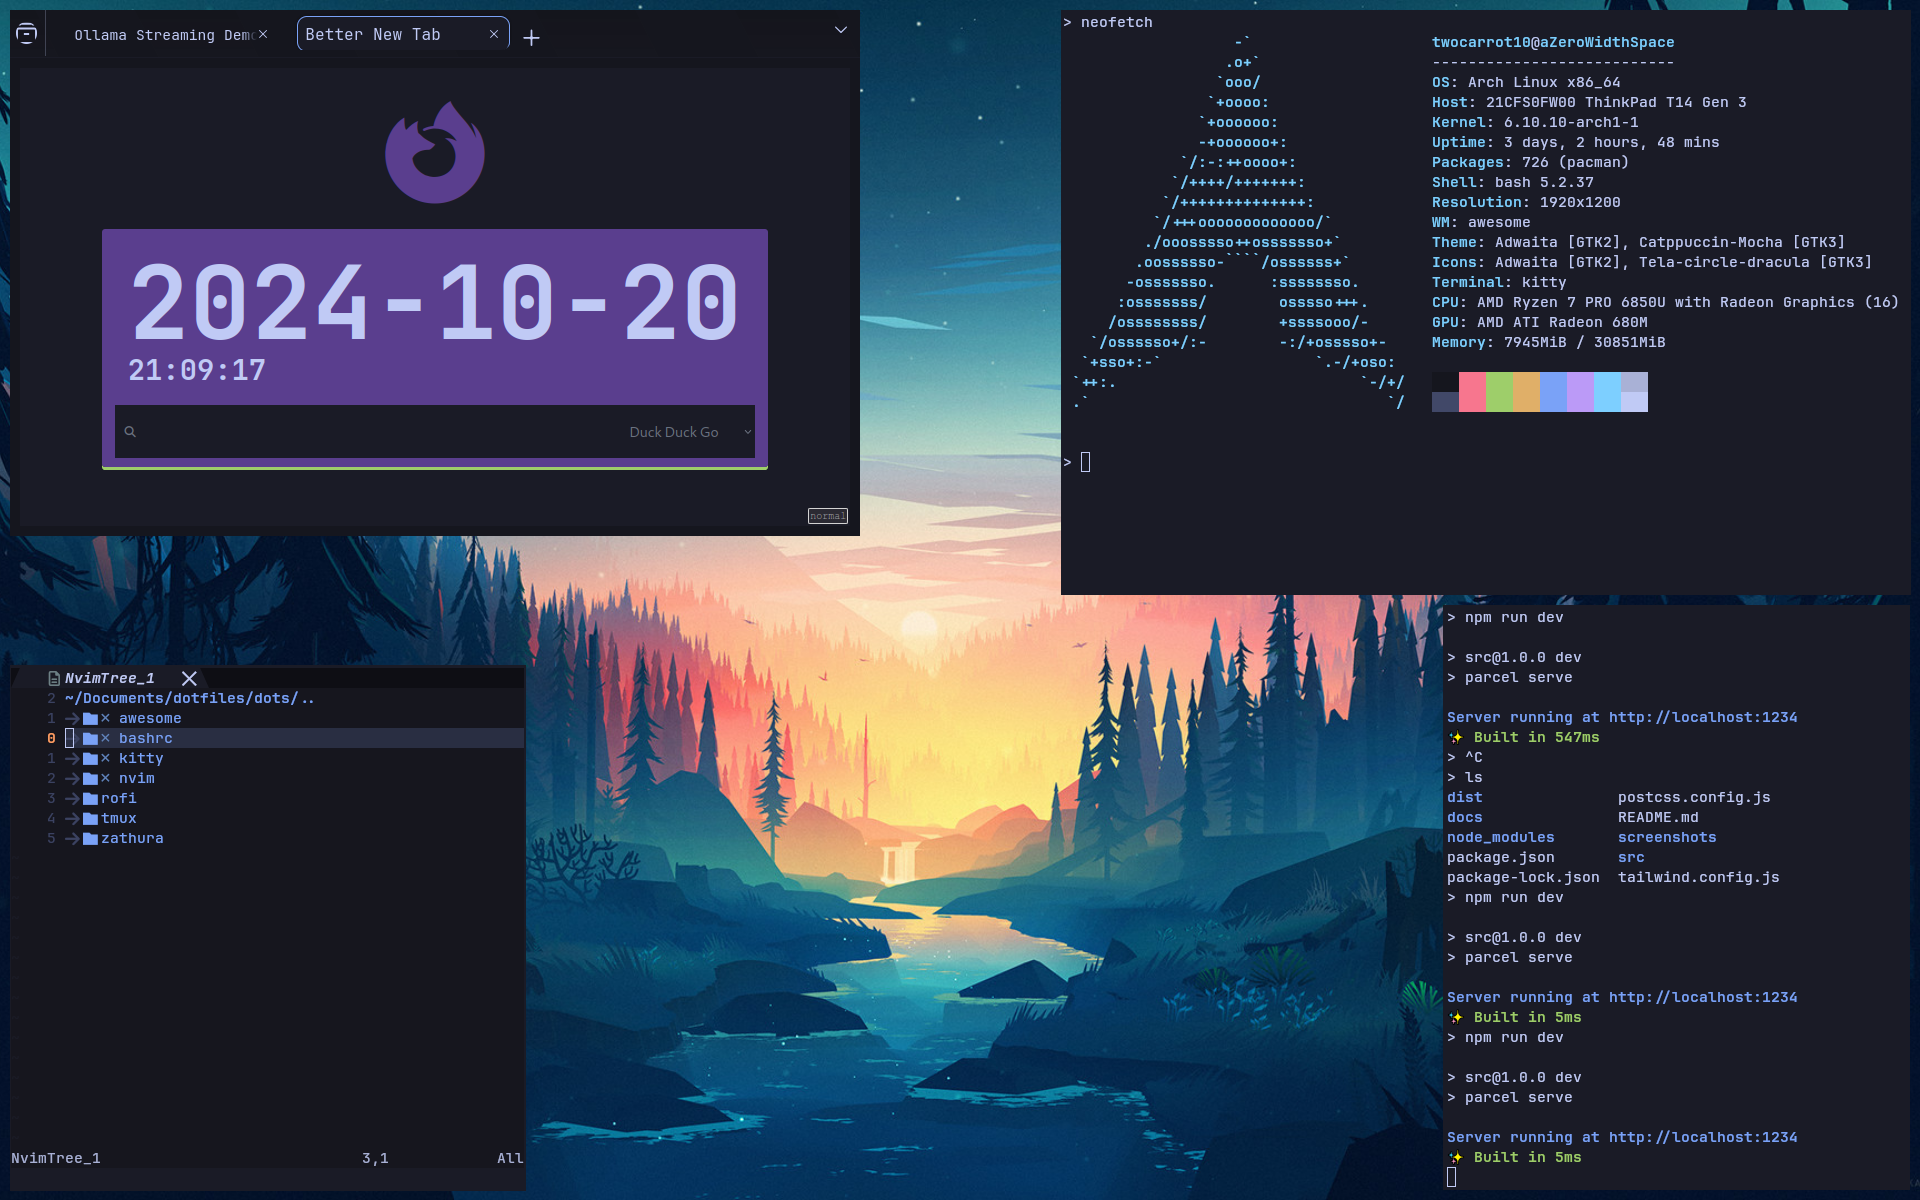 Ollama Streaming Dem
Better New Tab
2024-10-20
21:09:17
Duck Duck Go
normal
> neofetch
-`
.o+`
`ooo/
`+oooo:
`+oooooo:
-+oooooo+:
`/:-:++oooo+:
`/++++/+++++++:
`/++++++++++++++:
`/+++ooooooooooooo/`
./ooosssso++osssssso+`
.oossssso-````/ossssss+`
-osssssso.      :ssssssso.
:osssssss/        osssso+++.
/ossssssss/        +ssssooo/-
`/ossssso+/:-        -:/+osssso+-
`+sso+:-`                 `.-/+oso:
`++:.                           `-/+/
.`                                 `/
twocarrot10@aZeroWidthSpace
---------------------------
OS: Arch Linux x86_64
Host: 21CFS0FW00 ThinkPad T14 Gen 3
Kernel: 6.10.10-arch1-1
Uptime: 3 days, 2 hours, 48 mins
Packages: 726 (pacman)
Shell: bash 5.2.37
Resolution: 1920x1200
WM: awesome
Theme: Adwaita [GTK2], Catppuccin-Mocha [GTK3]
Icons: Adwaita [GTK2], Tela-circle-dracula [GTK3]
Terminal: kitty
CPU: AMD Ryzen 7 PRO 6850U with Radeon Graphics (16)
GPU: AMD ATI Radeon 680M
Memory: 7945MiB / 30851MiB
>
NvimTree_1
2 ~/Documents/dotfiles/dots/..
1 × awesome
0 × bashrc
1 × kitty
2 × nvim
3 rofi
4 tmux
5 zathura
NvimTree_1 3,1 All
> npm run dev
> src@1.0.0 dev
> parcel serve
Server running at http://localhost:1234
✨ Built in 547ms
> ^C
> ls
dist postcss.config.js
docs README.md
node_modules screenshots
package.json src
package-lock.json tailwind.config.js
> npm run dev
> src@1.0.0 dev
> parcel serve
Server running at http://localhost:1234
✨ Built in 5ms
> npm run dev
> src@1.0.0 dev
> parcel serve
Server running at http://localhost:1234
✨ Built in 5ms